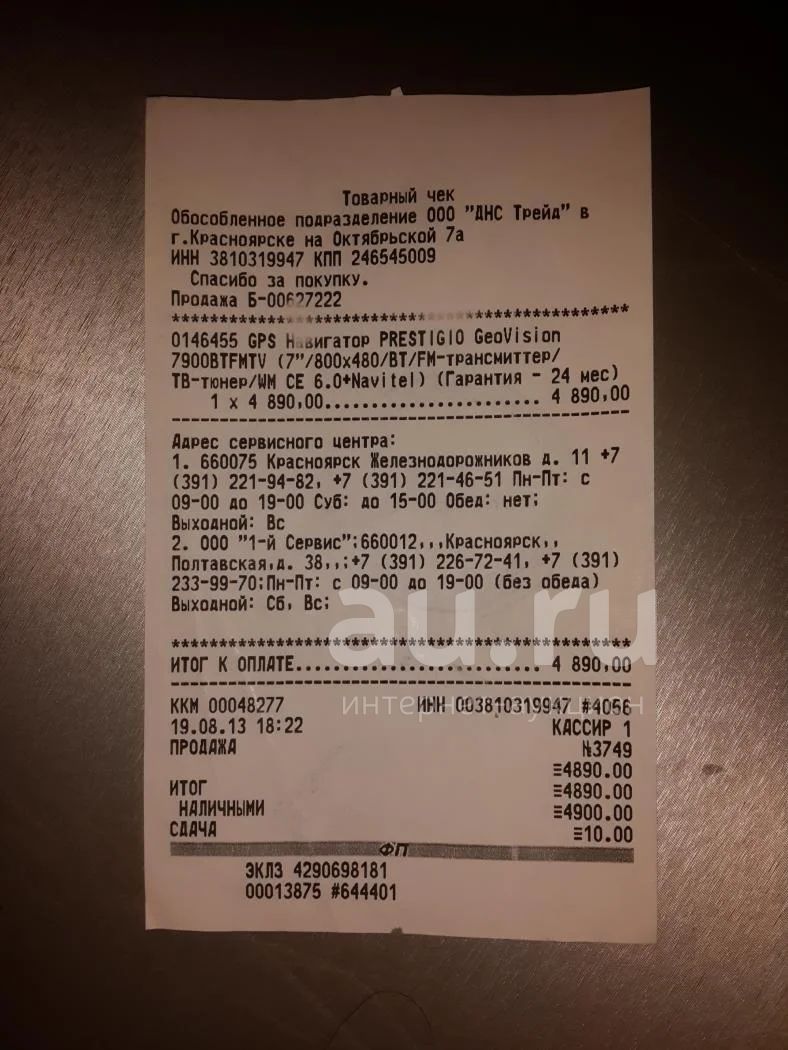 Товарный чек
Обособленное подразделение ООО "ДНС Трейд" в
г.Красноярске на Октябрьской 7а
ИНН 3810319947 КПП 246545009
Спасибо за покупку.
Продажа Б-00627222
************************************************
0146455 GPS Навигатор PRESTIGIO GeoVision
7900BTFMTV (7"/800x480/BT/FM-трансмиттер/
ТВ-тюнер/WM CE 6.0+Navitel) (Гарантия - 24 мес)
1 x 4 890,00....................... 4 890,00
------------------------------------------------
Адрес сервисного центра:
1. 660075 Красноярск Железнодорожников д. 11 +7
(391) 221-94-82, +7 (391) 221-46-51 Пн-Пт: с
09-00 до 19-00 Суб: до 15-00 Обед: нет;
Выходной: Вс
2. ООО "1-й Сервис";660012,,,Красноярск,,
Полтавская,д. 38,,;+7 (391) 226-72-41, +7 (391)
233-99-70;Пн-Пт: с 09-00 до 19-00 (без обеда)
Выходной: Сб, Вс;
au.ru
************************************************
ИТОГ К ОПЛАТЕ.......................... 4 890,00
------------------------------------------------
интернет-аукцион
ККМ 00048277 ИНН 003810319947 #4056
19.08.13 18:22 КАССИР 1
ПРОДАЖА №3749
≡4890.00
ИТОГ ≡4890.00
НАЛИЧНЫМИ ≡4900.00
СДАЧА ≡10.00
ФП
ЭКЛЗ 4290698181
00013875 #644401